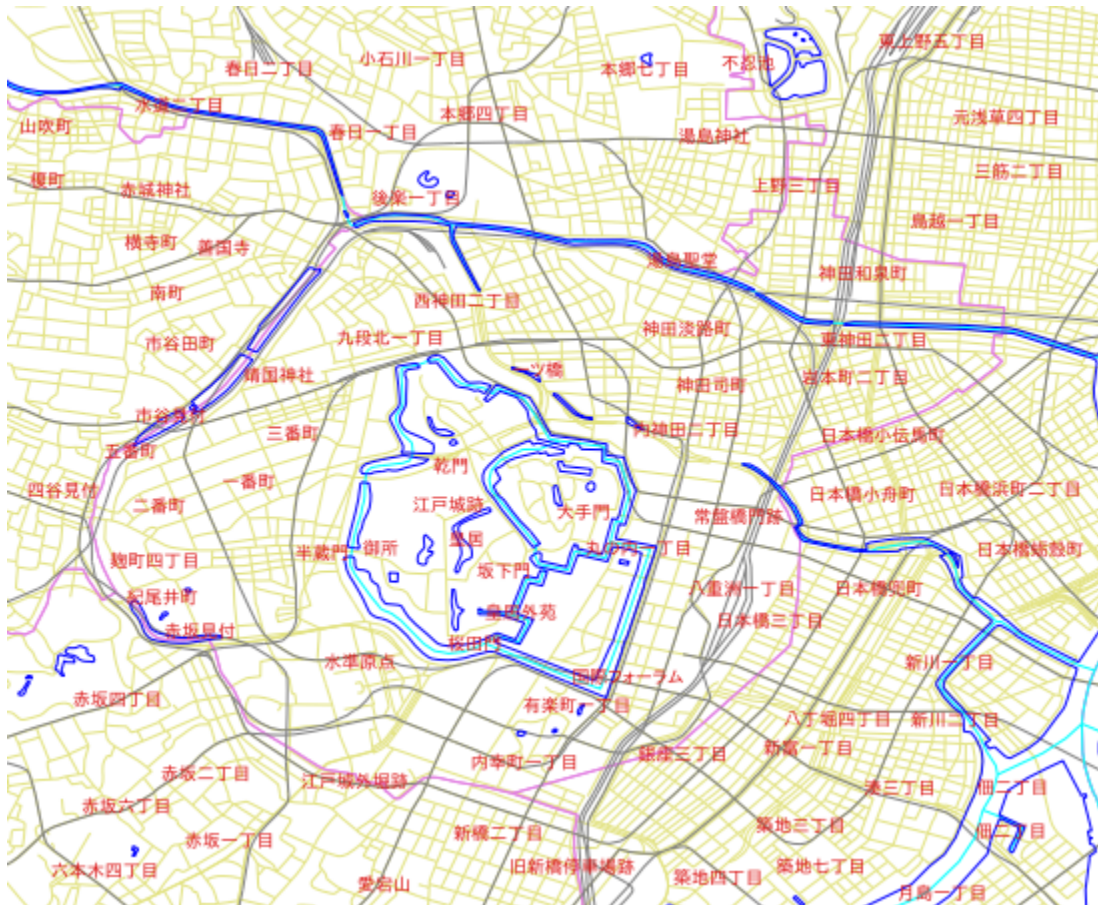 東上野五丁目
小石川一丁目
不忍池
春日二丁目
本郷七丁目
水道二丁目
本郷四丁目
元浅草四丁目
山吹町
春日一丁目
湯島神社
三筋二丁目
榎町
赤城神社
上野三丁目
後楽一丁目
鳥越一丁目
横寺町
善国寺
湯島聖堂
神田和泉町
南町
西神田二丁目
神田淡路町
市谷田町
九段北一丁目
東神田二丁目
靖国神社
一ツ橋
神田司町
岩本町二丁目
三番町
内神田二丁目
日本橋小伝馬町
五番町
乾門
四谷見付
一番町
日本橋小舟町
日本橋浜町二丁目
二番町
江戸城跡
大手門
常盤橋門跡
皇居
半蔵門
御所
丸の内一丁目
日本橋蛎殻町
麹町四丁目
坂下門
八重洲一丁目
日本橋兜町
紀尾井町
皇居外苑
日本橋三丁目
赤坂見付
桜田門
水準原点
新川一丁目
国際フォーラム
赤坂四丁目
有楽町一丁目
八丁堀四丁目
新川二丁目
新富一丁目
銀座三丁目
内幸町一丁目
赤坂二丁目
江戸城外堀跡
湊三丁目
佃二丁目
赤坂六丁目
築地三丁目
佃二丁目
赤坂一丁目
新橋二丁目
六本木四丁目
旧新橋停車場跡
築地七丁目
築地四丁目
愛宕山
月島一丁目